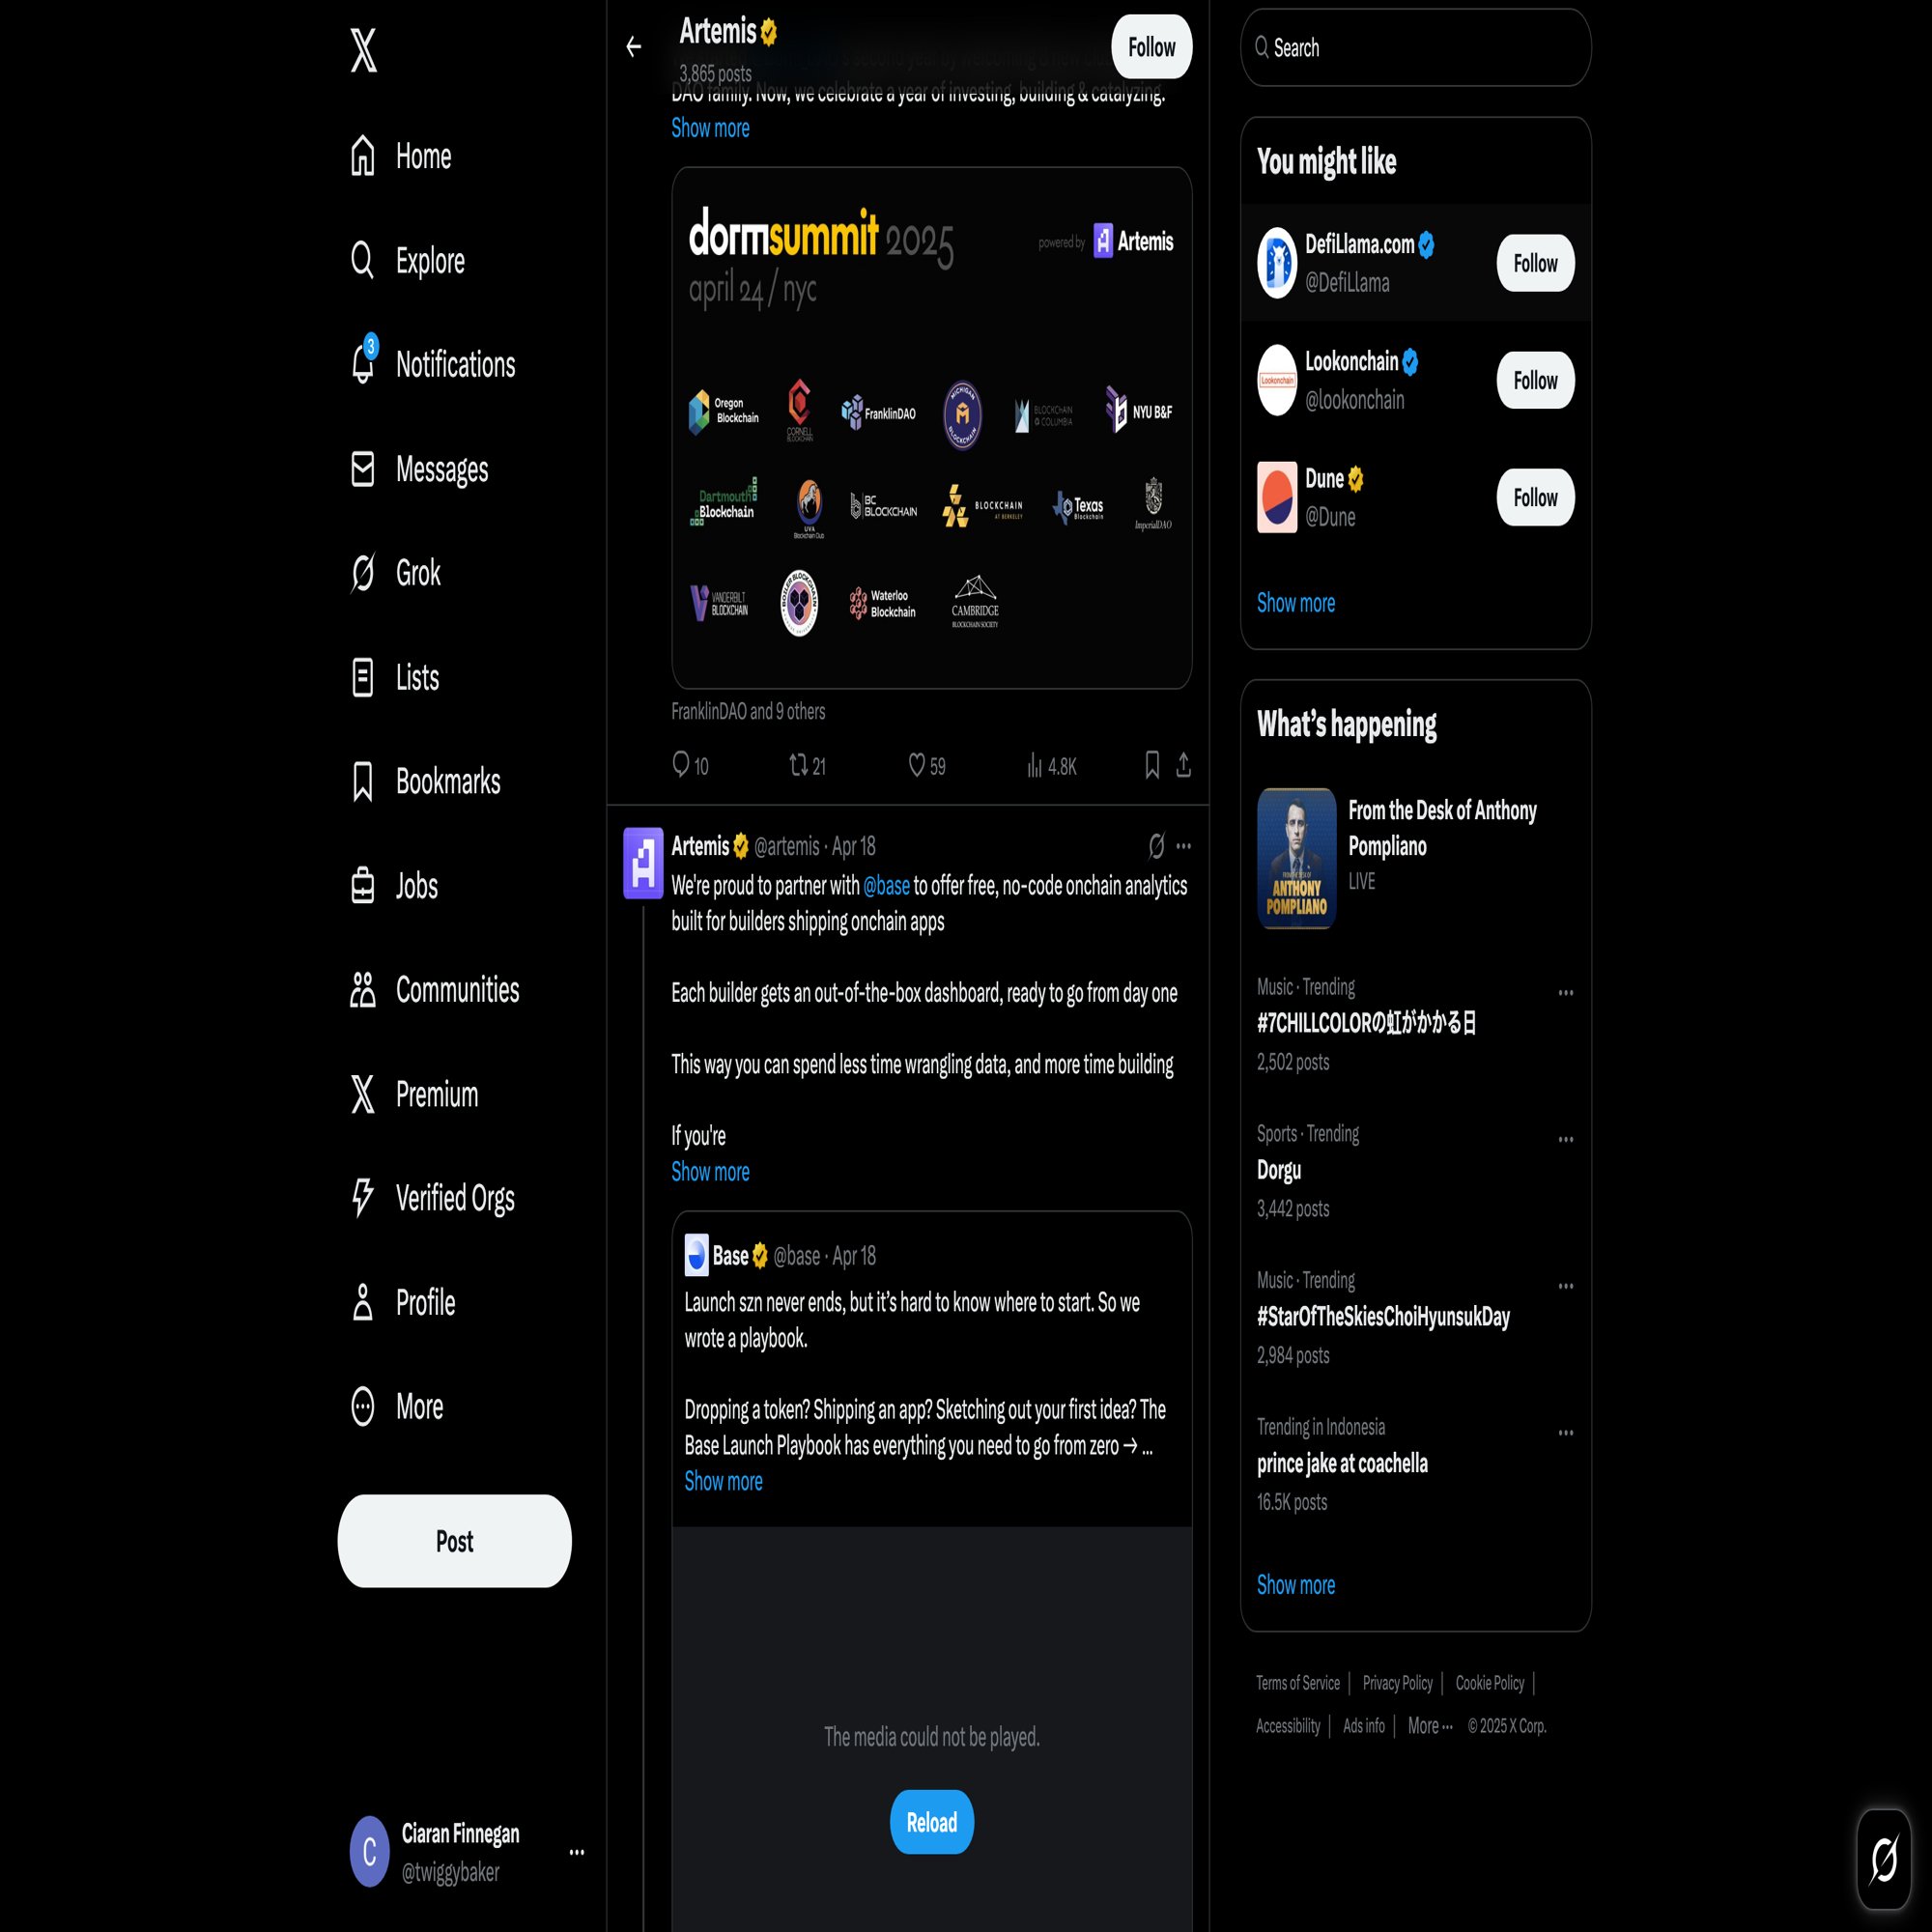 Home
Explore
3
Notifications
Messages
Grok
Lists
Bookmarks
Jobs
Communities
Premium
Verified Orgs
Profile
More
Post
C
Ciaran Finnegan
@twiggybaker
Artemis
3,865 posts
Follow
DAO family. Now, we celebrate a year of investing, building & catalyzing.
Show more
dormsummit 2025
april 24 / nyc
powered by Artemis
Oregon
Blockchain
CORNELL
BLOCKCHAIN
FranklinDAO
MICHIGAN
BLOCKCHAIN
BLOCKCHAIN
@ COLUMBIA
NYU B&F
Dartmouth
Blockchain
UVA
Blockchain Club
BC
BLOCKCHAIN
BLOCKCHAIN
AT BERKELEY
Texas
Blockchain
ImperialDAO
VANDERBILT
BLOCKCHAIN
BOILER BLOCKCHAIN
Waterloo
Blockchain
CAMBRIDGE
BLOCKCHAIN SOCIETY
FranklinDAO and 9 others
10 21 59 4.8K
Artemis @artemis · Apr 18
We're proud to partner with @base to offer free, no-code onchain analytics
built for builders shipping onchain apps
Each builder gets an out-of-the-box dashboard, ready to go from day one
This way you can spend less time wrangling data, and more time building
If you're
Show more
Base @base · Apr 18
Launch szn never ends, but it’s hard to know where to start. So we
wrote a playbook.
Dropping a token? Shipping an app? Sketching out your first idea? The
Base Launch Playbook has everything you need to go from zero → ...
Show more
The media could not be played.
Reload
Search
You might like
DefiLlama.com
@DefiLlama
Follow
Lookonchain
Lookonchain
@lookonchain
Follow
Dune
@Dune
Follow
Show more
What’s happening
ANTHONY
POMPLIANO
From the Desk of Anthony
Pompliano
LIVE
Music · Trending
#7CHILLCOLORの虹がかかる日
2,502 posts
Sports · Trending
Dorgu
3,442 posts
Music · Trending
#StarOfTheSkiesChoiHyunsukDay
2,984 posts
Trending in Indonesia
prince jake at coachella
16.5K posts
Show more
Terms of Service | Privacy Policy | Cookie Policy |
Accessibility | Ads info | More ··· © 2025 X Corp.